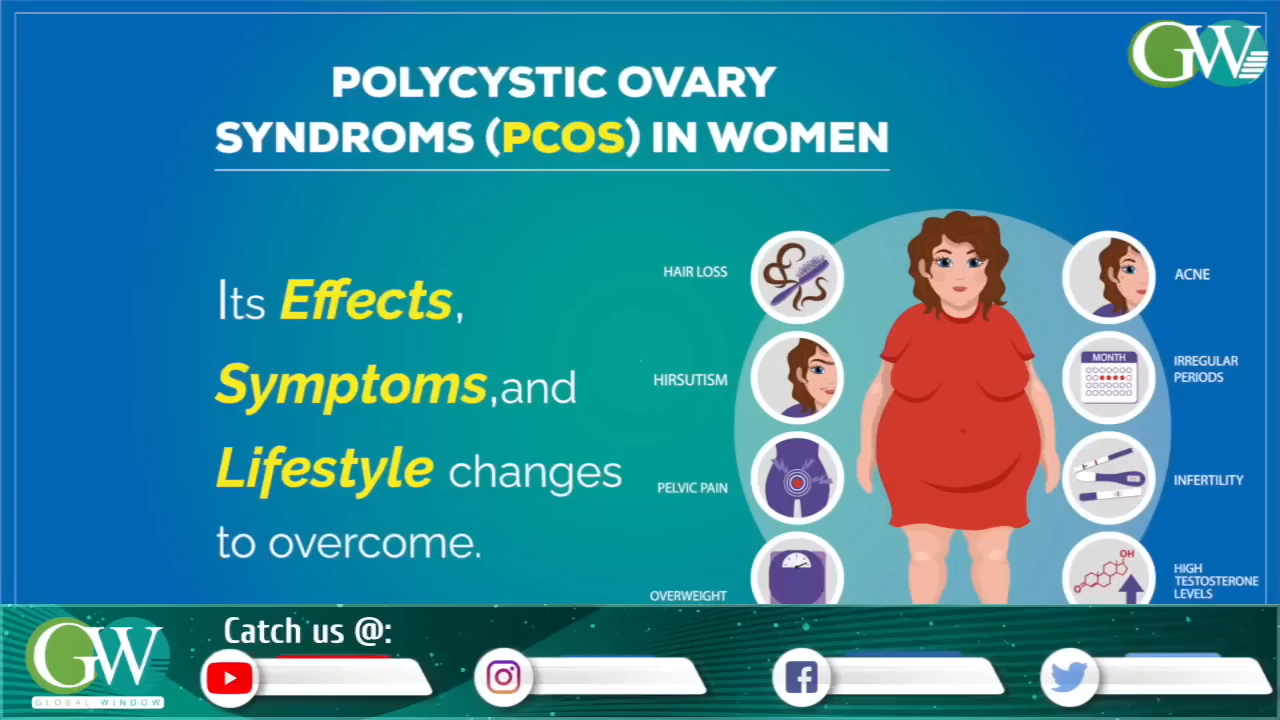 GW
POLYCYSTIC OVARY
SYNDROMS (PCOS) IN WOMEN
Its Effects,
Symptoms,and
Lifestyle changes
to overcome.
HAIR LOSS
HIRSUTISM
PELVIC PAIN
OVERWEIGHT
ACNE
MONTH
IRREGULAR
PERIODS
INFERTILITY
OH
O
HIGH
TESTOSTERONE
LEVELS
GW
GLOBAL WINDOW
Catch us @: